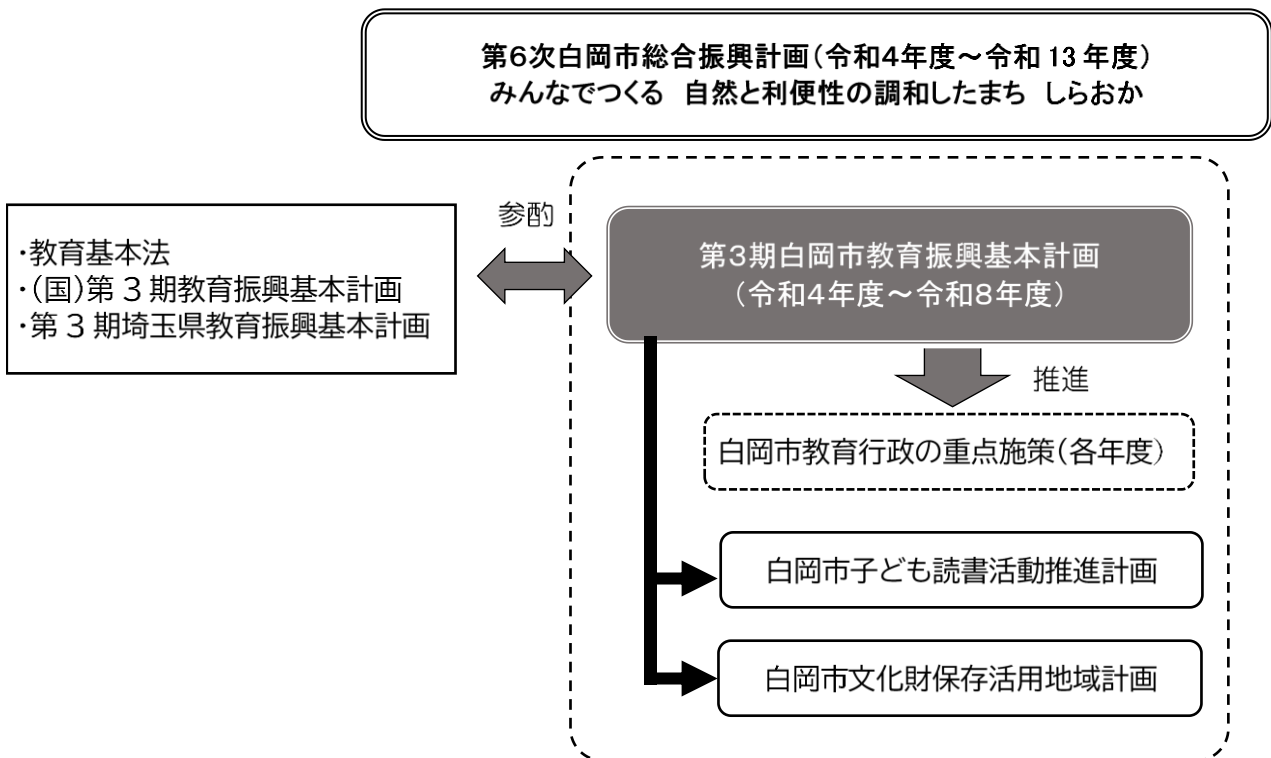 第6次白岡市総合振興計画(令和4年度～令和 13 年度)
みんなでつくる 自然と利便性の調和したまち しらおか
参酌
・教育基本法
・(国)第 3 期教育振興基本計画
・第 3 期埼玉県教育振興基本計画
第3期白岡市教育振興基本計画
(令和4年度～令和8年度)
推進
白岡市教育行政の重点施策(各年度)
白岡市子ども読書活動推進計画
白岡市文化財保存活用地域計画